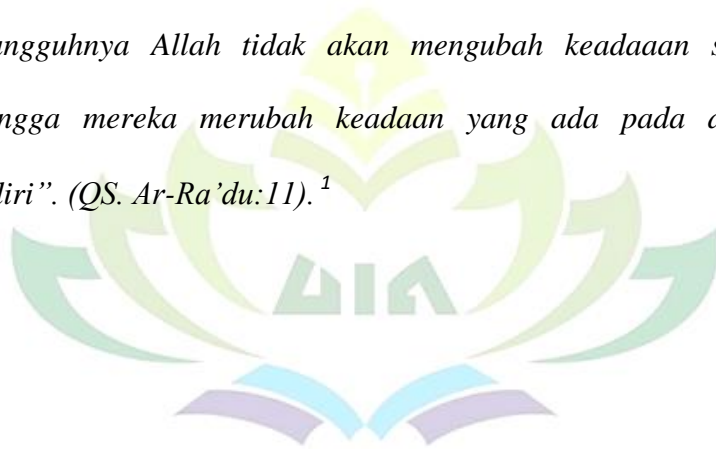 ngguhnya Allah tidak akan mengubah keadaaan s
ngga mereka merubah keadaan yang ada pada d
diri”. (QS. Ar-Ra’du:11). 1
UIN